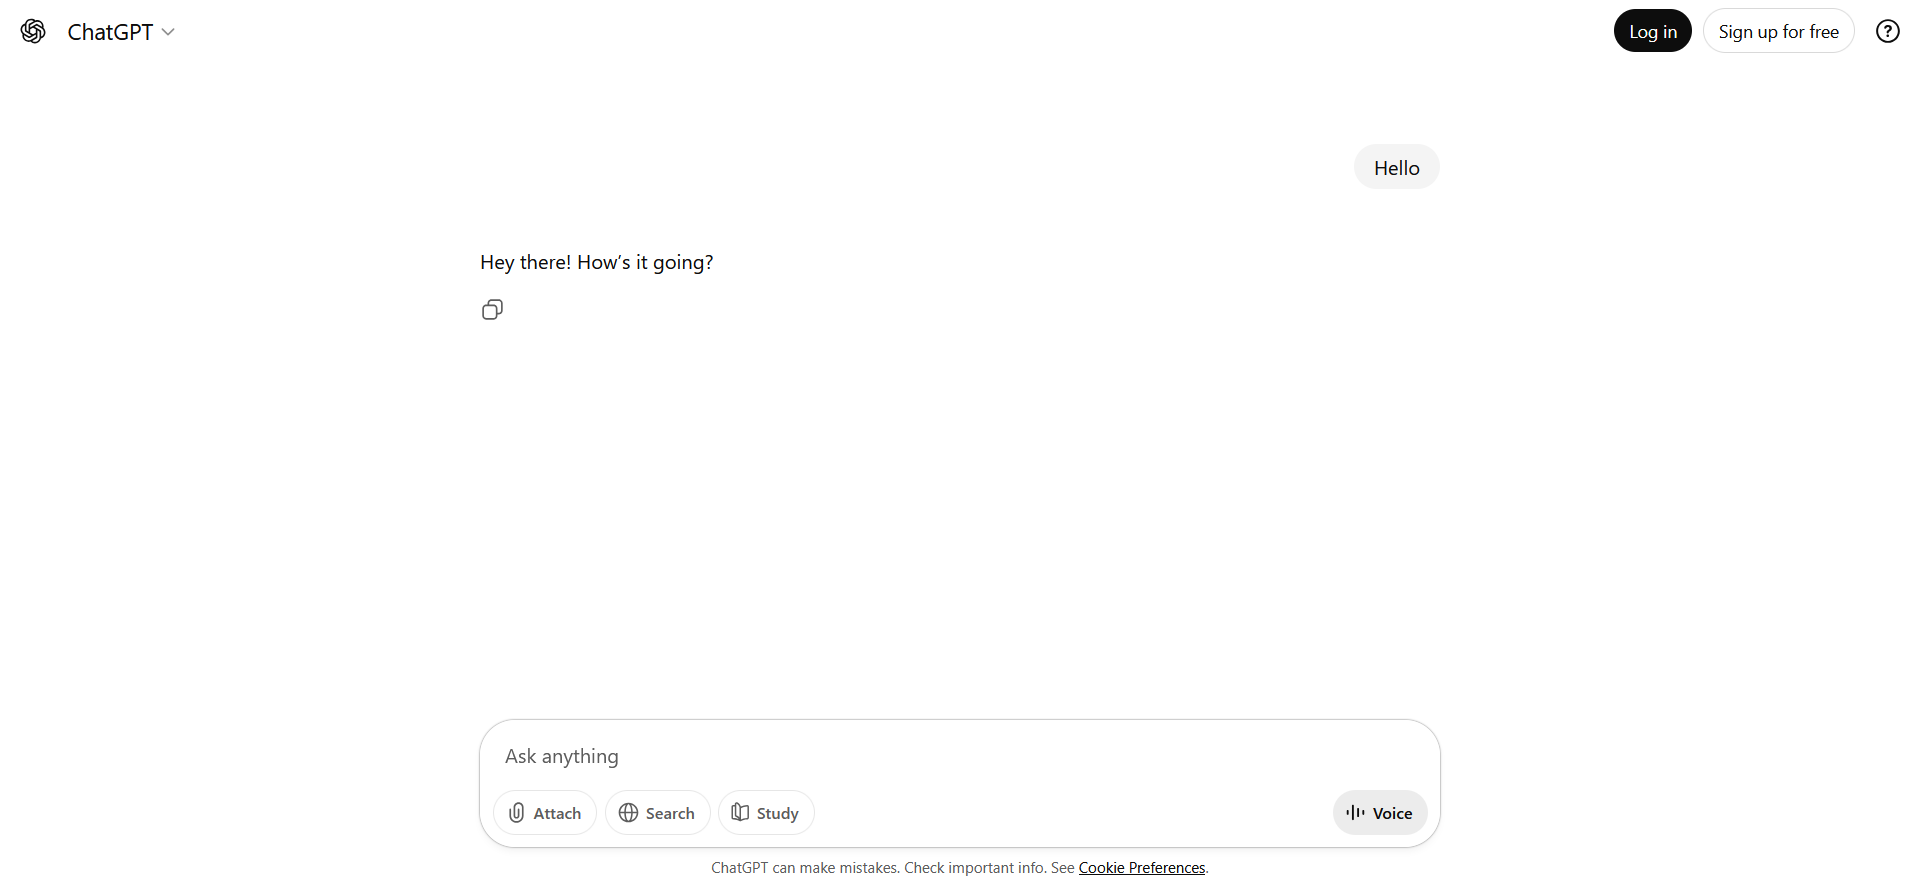 ChatGPT
Log in
Sign up for free
Hello
Hey there! How’s it going?
Ask anything
Attach
Search
Study
Voice
ChatGPT can make mistakes. Check important info. See Cookie Preferences.